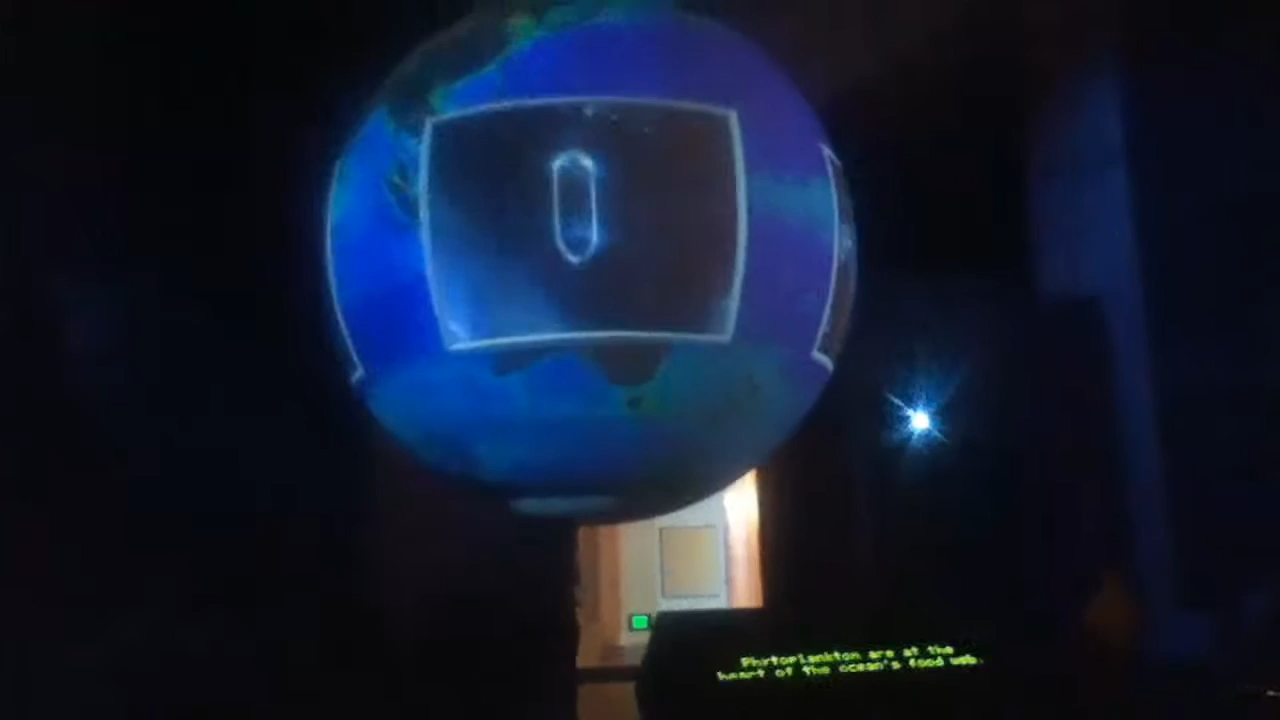 Phytoplankton are at the
heart of the ocean's food web.